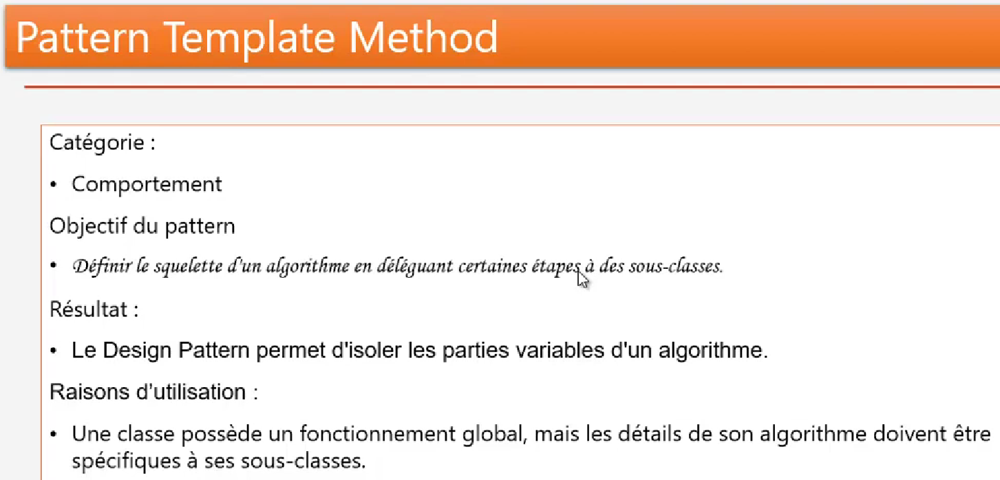 Pattern Template Method
Catégorie :
• Comportement
Objectif du pattern
• Définir le squelette d'un algorithme en déléguant certaines étapes à des sous-classes.
Résultat :
• Le Design Pattern permet d'isoler les parties variables d'un algorithme.
Raisons d’utilisation :
• Une classe possède un fonctionnement global, mais les détails de son algorithme doivent être
spécifiques à ses sous-classes.